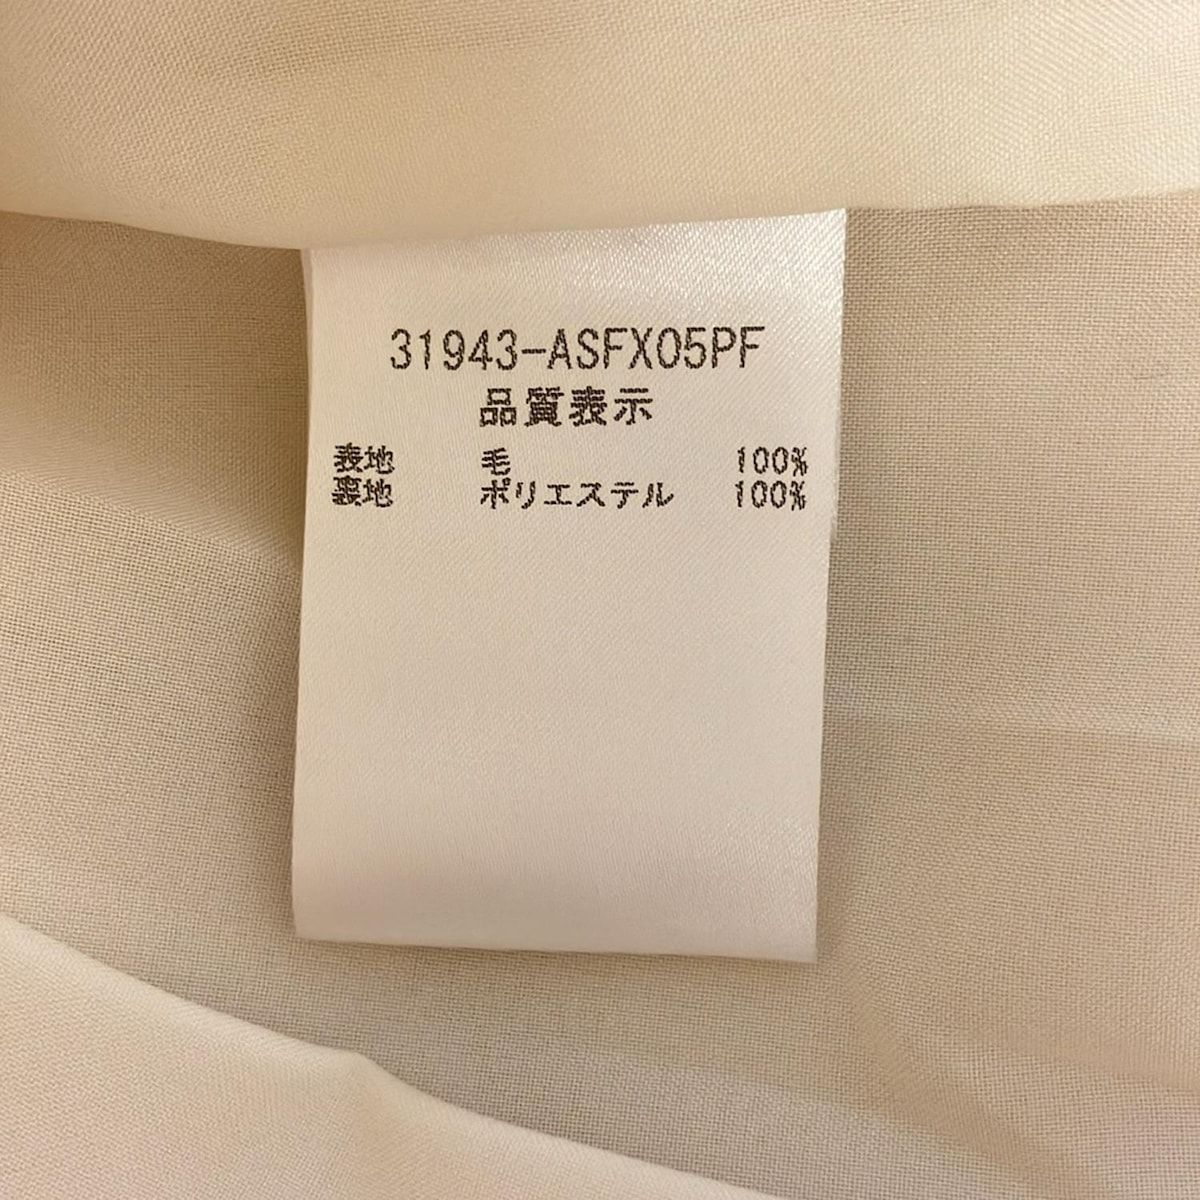 31943-ASFX05PF
品質表示
表地 毛 100%
裏地 ポリエステル 100%